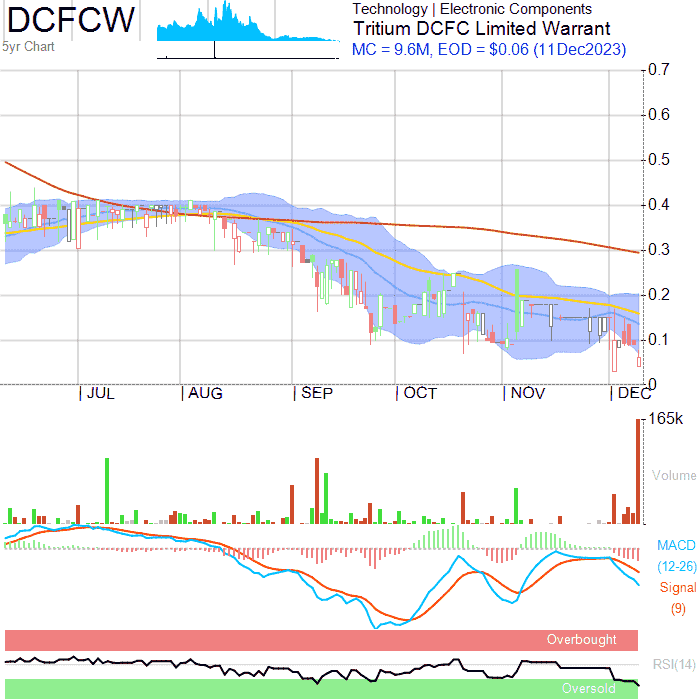 DCFCW
5yr Chart
Technology | Electronic Components
Tritium DCFC Limited Warrant
MC = 9.6M, EOD = $0.06 (11Dec2023)
0.7
0.6
0.5
0.4
0.3
0.2
0.1
0
JUL AUG SEP OCT NOV DEC
165k
Volume
MACD
(12-26)
Signal
(9)
Overbought
RSI(14)
Oversold